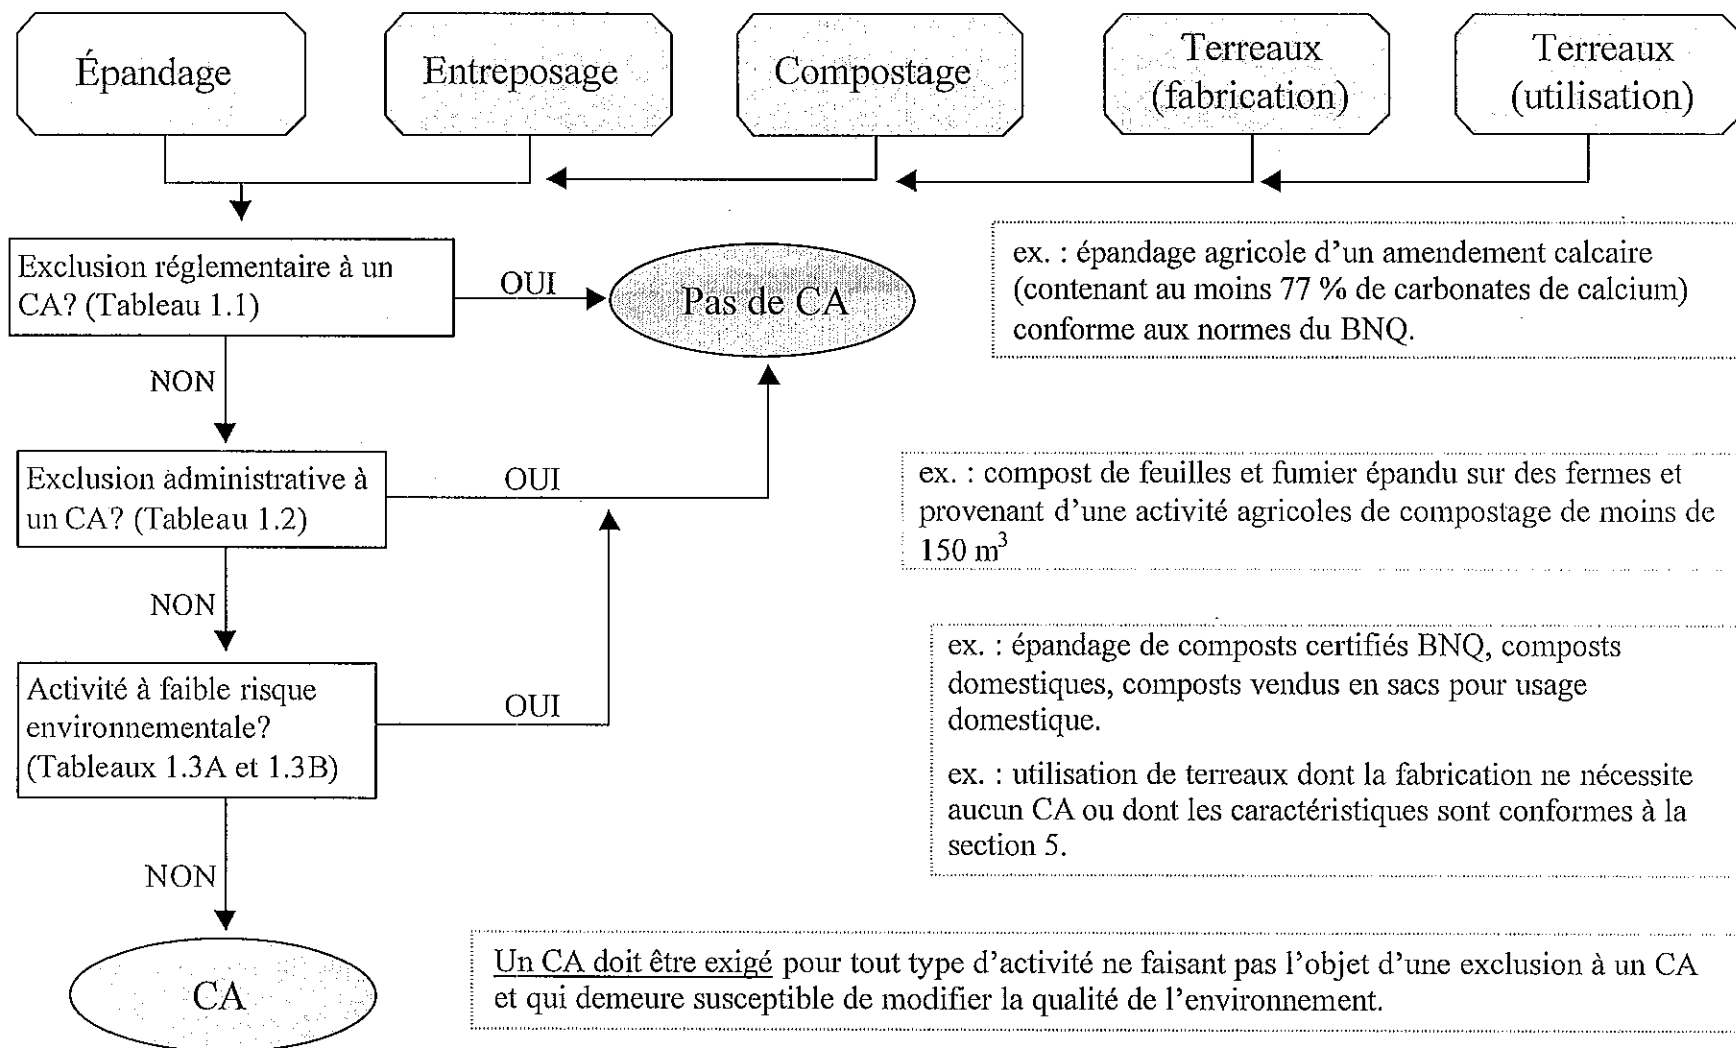 Épandage
Entreposage
Compostage
Terreaux
(fabrication)
Terreaux
(utilisation)
Exclusion réglementaire à un
CA? (Tableau 1.1)
OUI
Pas de CA
ex. : épandage agricole d'un amendement calcaire
(contenant au moins 77 % de carbonates de calcium)
conforme aux normes du BNQ.
NON
Exclusion administrative à
un CA? (Tableau 1.2)
OUI
ex. : compost de feuilles et fumier épandu sur des fermes et
provenant d'une activité agricoles de compostage de moins de
150 m³
NON
Activité à faible risque
environnementale?
(Tableaux 1.3A et 1.3B)
OUI
ex. : épandage de composts certifiés BNQ, composts
domestiques, composts vendus en sacs pour usage
domestique.
ex. : utilisation de terreaux dont la fabrication ne nécessite
aucun CA ou dont les caractéristiques sont conformes à la
section 5.
NON
CA
Un CA doit être exigé pour tout type d'activité ne faisant pas l'objet d'une exclusion à un CA
et qui demeure susceptible de modifier la qualité de l'environnement.